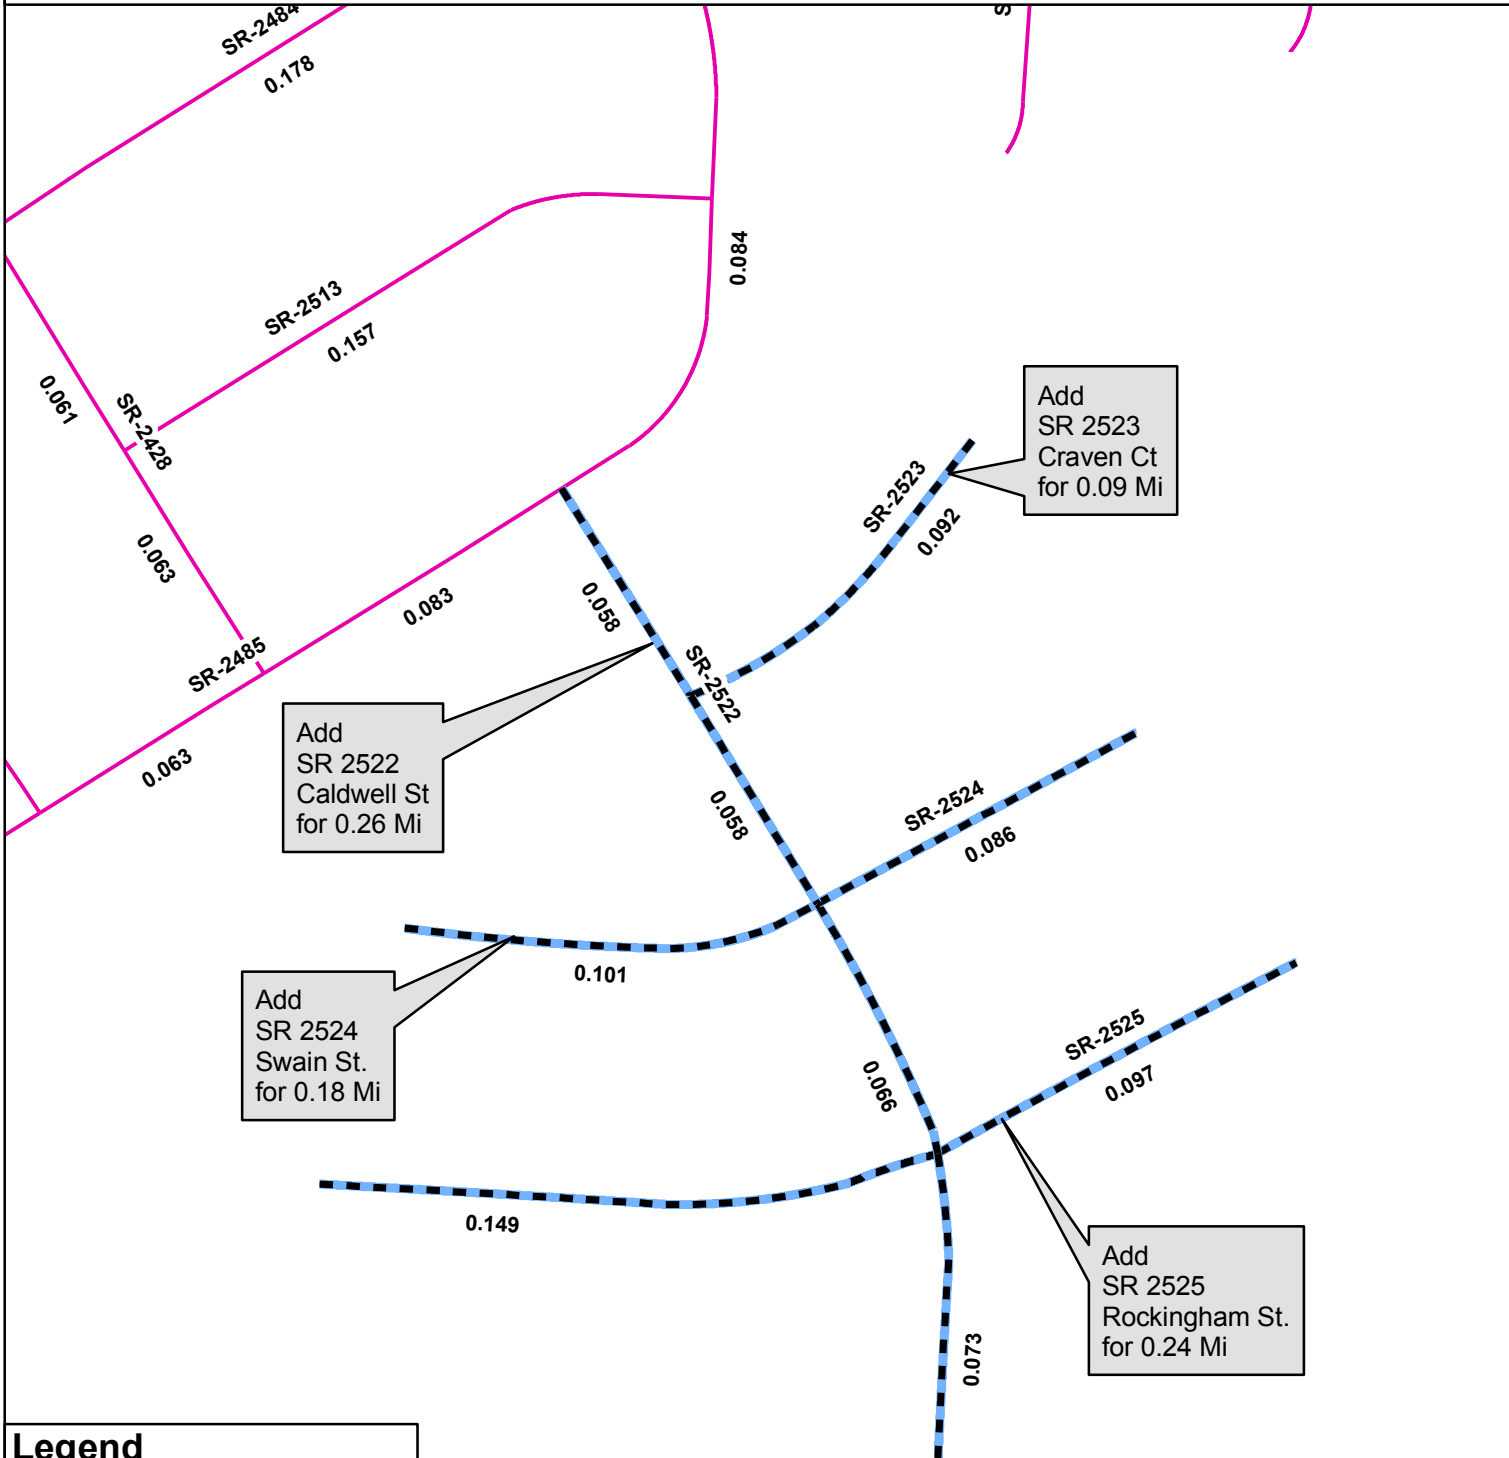 SR-2484
0.178
S
0.084
SR-2513
0.157
0.061
SR-2428
0.063
SR-2485
0.083
0.063
Add
SR 2523
Craven Ct
for 0.09 Mi
SR-2523
0.092
0.058
SR-2522
Add
SR 2522
Caldwell St
for 0.26 Mi
0.058
SR-2524
0.086
0.101
Add
SR 2524
Swain St.
for 0.18 Mi
0.066
SR-2525
0.097
0.149
Add
SR 2525
Rockingham St.
for 0.24 Mi
0.073
Legend